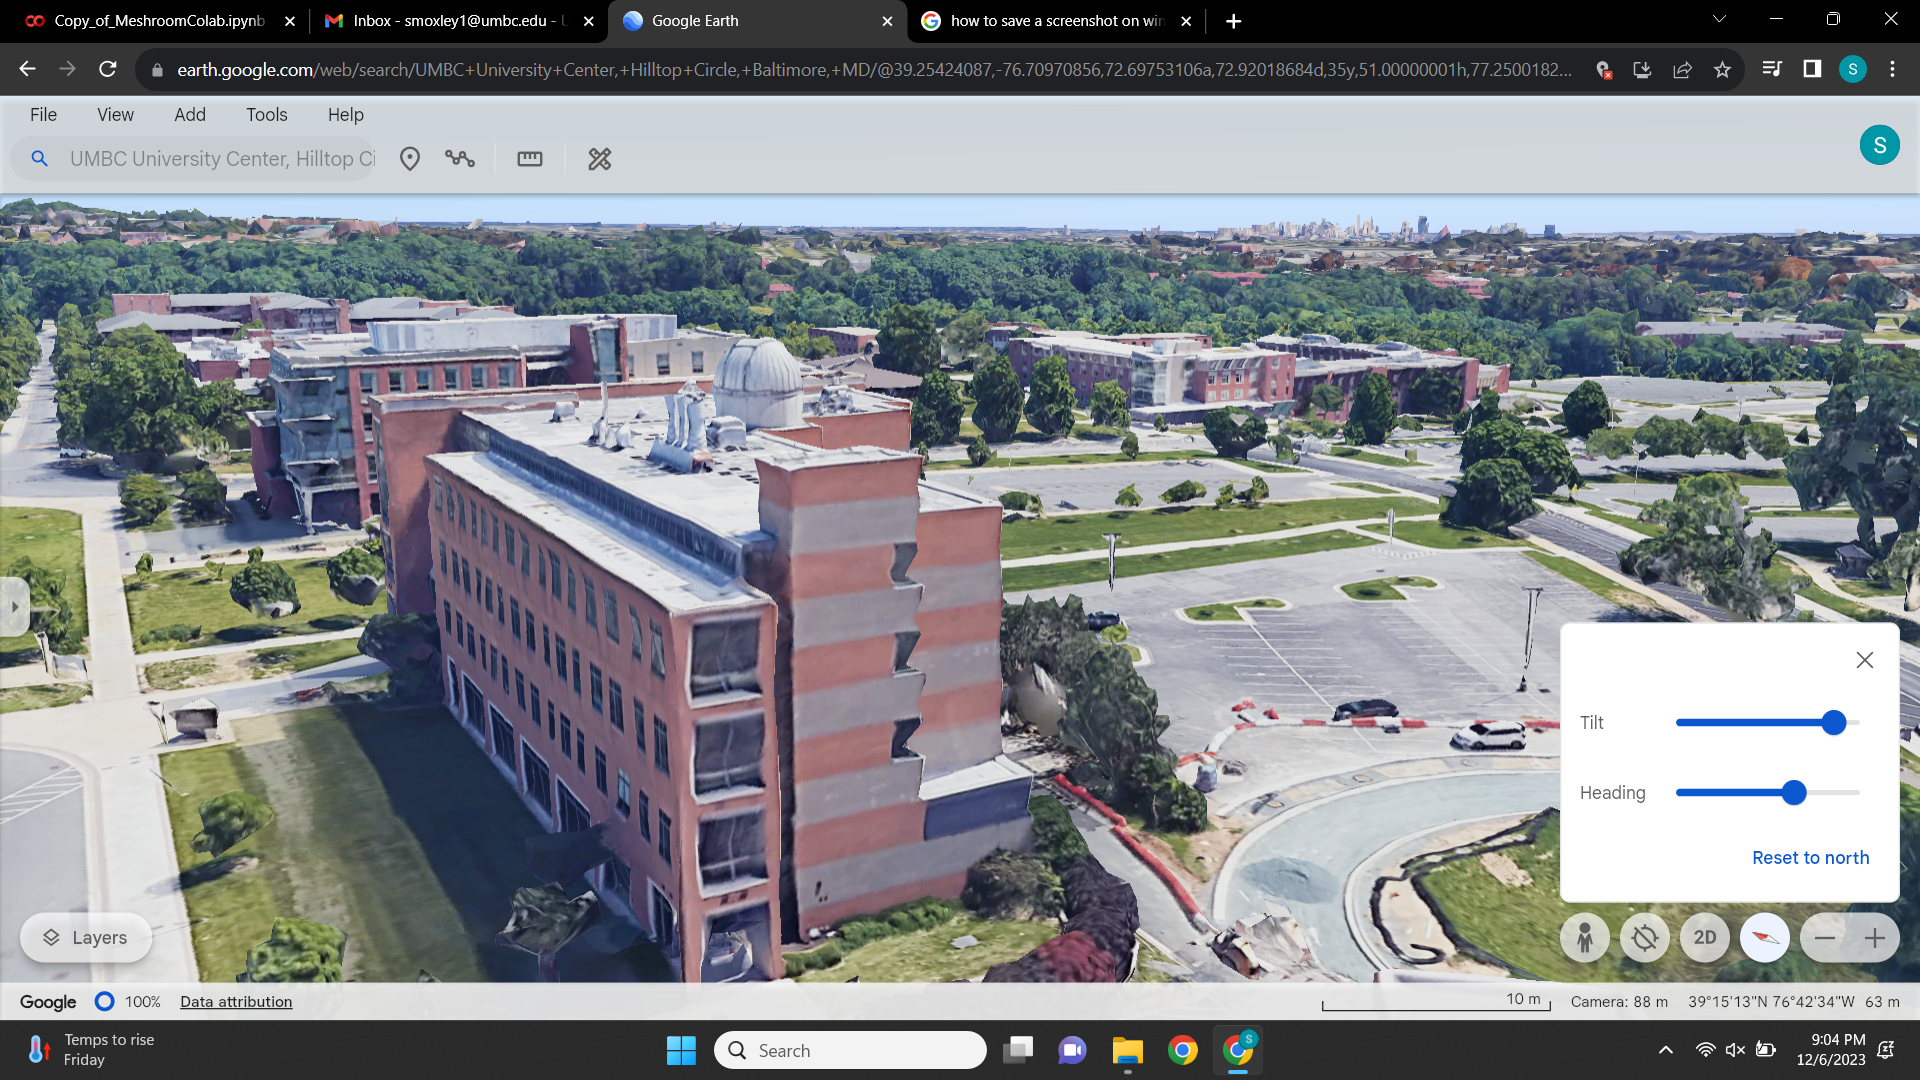 Copy_of_MeshroomColab.ipynb
Inbox - smoxley1@umbc.edu -
Google Earth
how to save a screenshot on win
earth.google.com/web/search/UMBC+University+Center,+Hilltop+Circle,+Baltimore,+MD/@39.25424087,-76.70970856,72.69753106a,72.92018684d,35y,51.00000001h,77.2500182...
S
File
View
Add
Tools
Help
UMBC University Center, Hilltop Ci
S
Tilt
Heading
Reset to north
Layers
2D
Google
100%
Data attribution
10 m
Camera: 88 m
39°15'13"N 76°42'34"W
63 m
Temps to rise
Friday
Search
S
9:04 PM
12/6/2023